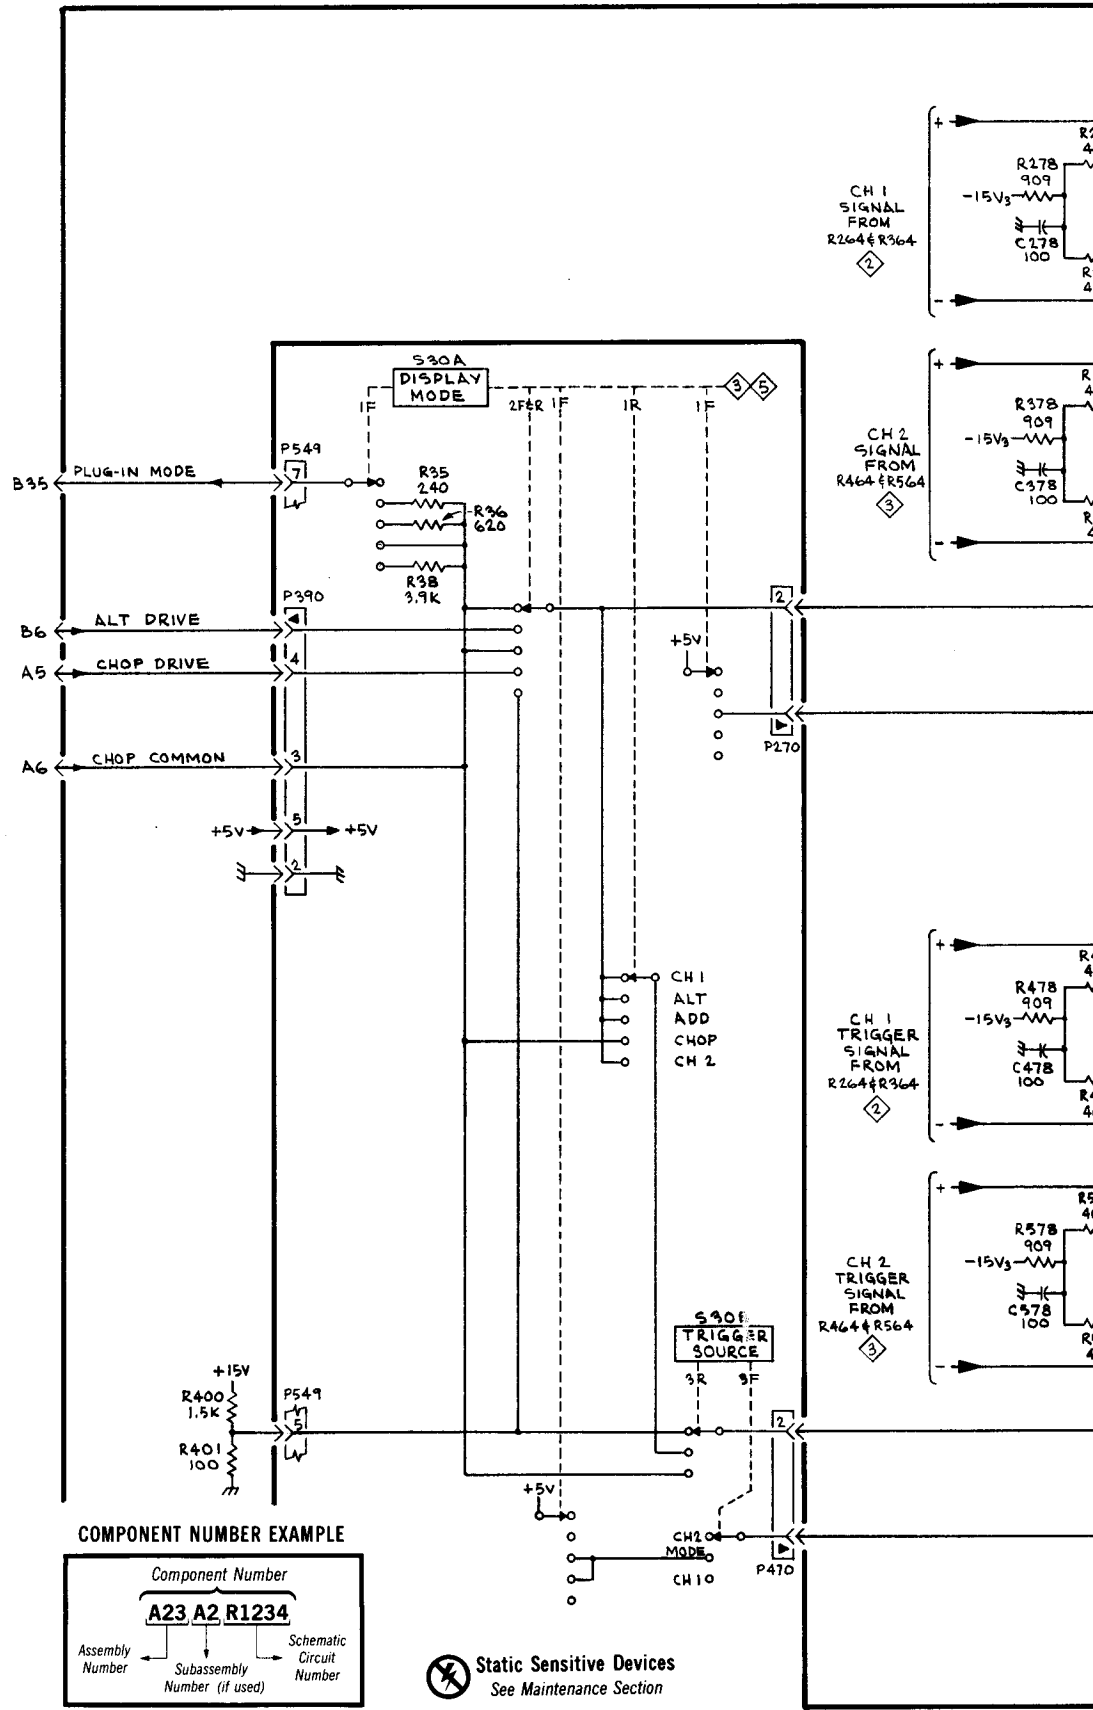 S30A
DISPLAY
MODE
1F
2F&R
1F
1R
1F
3
5
P549
7
B35
PLUG-IN MODE
R35
240
R36
620
R38
3.9K
P390
B6
ALT DRIVE
A5
CHOP DRIVE
4
A6
CHOP COMMON
3
+5V
5
+5V
2
2
+5V
P270
CH 1
ALT
ADD
CHOP
CH 2
CH 1
SIGNAL
FROM
R264&R364
2
+
R278
909
-15V3
C278
100
-
CH 2
SIGNAL
FROM
R464&R564
3
+
R378
909
-15V3
C378
100
-
CH 1
TRIGGER
SIGNAL
FROM
R264&R364
2
+
R478
909
-15V3
C478
100
-
CH 2
TRIGGER
SIGNAL
FROM
R464&R564
3
+
R578
909
-15V3
C578
100
-
TRIGGER
SOURCE
3R
3F
+15V
R400
1.5K
R401
100
P549
5
2
+5V
CH2
MODE
CH1
P470
COMPONENT NUMBER EXAMPLE
Component Number
A23 A2 R1234
Assembly
Number
Subassembly
Number (if used)
Schematic
Circuit
Number
Static Sensitive Devices
See Maintenance Section